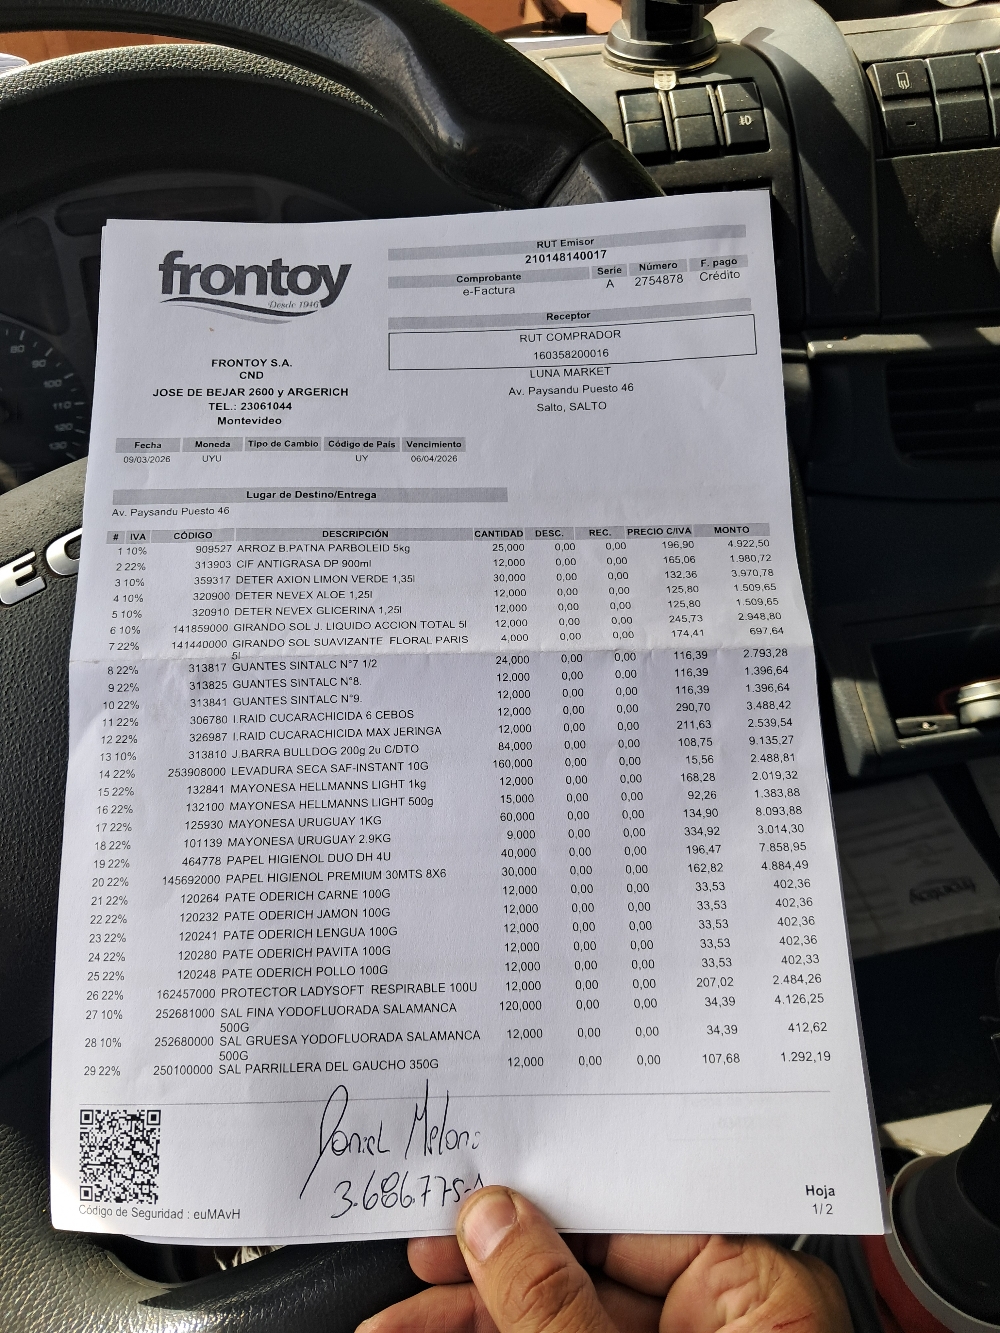 frontoy
Desde 1946
FRONTOY S.A.
CND
JOSE DE BEJAR 2600 y ARGERICH
TEL.: 23061044
Montevideo
RUT Emisor
210148140017
Comprobante Serie Número F. pago
e-Factura A 2754878 Crédito
Receptor
RUT COMPRADOR
160358200016
LUNA MARKET
Av. Paysandu Puesto 46
Salto, SALTO
Fecha Moneda Tipo de Cambio Código de País Vencimiento
09/03/2026 UYU UY 06/04/2026
Lugar de Destino/Entrega
Av. Paysandu Puesto 46
# IVA CÓDIGO DESCRIPCIÓN CANTIDAD DESC. REC. PRECIO C/IVA MONTO
1 10% 909527 ARROZ B.PATNA PARBOLEID 5kg 25,000 0,00 0,00 196,90 4.922,50
2 22% 313903 CIF ANTIGRASA DP 900ml 12,000 0,00 0,00 165,06 1.980,72
3 10% 359317 DETER AXION LIMON VERDE 1,35l 30,000 0,00 0,00 132,36 3.970,78
4 10% 320900 DETER NEVEX ALOE 1,25l 12,000 0,00 0,00 125,80 1.509,65
5 10% 320910 DETER NEVEX GLICERINA 1,25l 12,000 0,00 0,00 125,80 1.509,65
6 10% 141859000 GIRANDO SOL J. LIQUIDO ACCION TOTAL 5l 12,000 0,00 0,00 245,73 2.948,80
7 22% 141440000 GIRANDO SOL SUAVIZANTE FLORAL PARIS 4,000 0,00 0,00 174,41 697,64
5l
8 22% 313817 GUANTES SINTALC N°7 1/2 24,000 0,00 0,00 116,39 2.793,28
9 22% 313825 GUANTES SINTALC N°8. 12,000 0,00 0,00 116,39 1.396,64
10 22% 313841 GUANTES SINTALC N°9. 12,000 0,00 0,00 116,39 1.396,64
11 22% 306780 I.RAID CUCARACHICIDA 6 CEBOS 12,000 0,00 0,00 290,70 3.488,42
12 22% 326987 I.RAID CUCARACHICIDA MAX JERINGA 12,000 0,00 0,00 211,63 2.539,54
13 10% 313810 J.BARRA BULLDOG 200g 2u C/DTO 84,000 0,00 0,00 108,75 9.135,27
14 22% 253908000 LEVADURA SECA SAF-INSTANT 10G 160,000 0,00 0,00 15,56 2.488,81
15 22% 132841 MAYONESA HELLMANNS LIGHT 1kg 12,000 0,00 0,00 168,28 2.019,32
16 22% 132100 MAYONESA HELLMANNS LIGHT 500g 15,000 0,00 0,00 92,26 1.383,88
17 22% 125930 MAYONESA URUGUAY 1KG 60,000 0,00 0,00 134,90 8.093,88
18 22% 101139 MAYONESA URUGUAY 2.9KG 9,000 0,00 0,00 334,92 3.014,30
19 22% 464778 PAPEL HIGIENOL DUO DH 4U 40,000 0,00 0,00 196,47 7.858,95
20 22% 145692000 PAPEL HIGIENOL PREMIUM 30MTS 8X6 30,000 0,00 0,00 162,82 4.884,49
21 22% 120264 PATE ODERICH CARNE 100G 12,000 0,00 0,00 33,53 402,36
22 22% 120232 PATE ODERICH JAMON 100G 12,000 0,00 0,00 33,53 402,36
23 22% 120241 PATE ODERICH LENGUA 100G 12,000 0,00 0,00 33,53 402,36
24 22% 120280 PATE ODERICH PAVITA 100G 12,000 0,00 0,00 33,53 402,36
25 22% 120248 PATE ODERICH POLLO 100G 12,000 0,00 0,00 33,53 402,33
26 22% 162457000 PROTECTOR LADYSOFT RESPIRABLE 100U 12,000 0,00 0,00 207,02 2.484,26
27 10% 252681000 SAL FINA YODOFLUORADA SALAMANCA 120,000 0,00 0,00 34,39 4.126,25
500G
28 10% 252680000 SAL GRUESA YODOFLUORADA SALAMANCA 12,000 0,00 0,00 34,39 412,62
500G
29 22% 250100000 SAL PARRILLERA DEL GAUCHO 350G 12,000 0,00 0,00 107,68 1.292,19
Daniel
3.686.775-
Código de Seguridad : euMAvH
Hoja
1/2